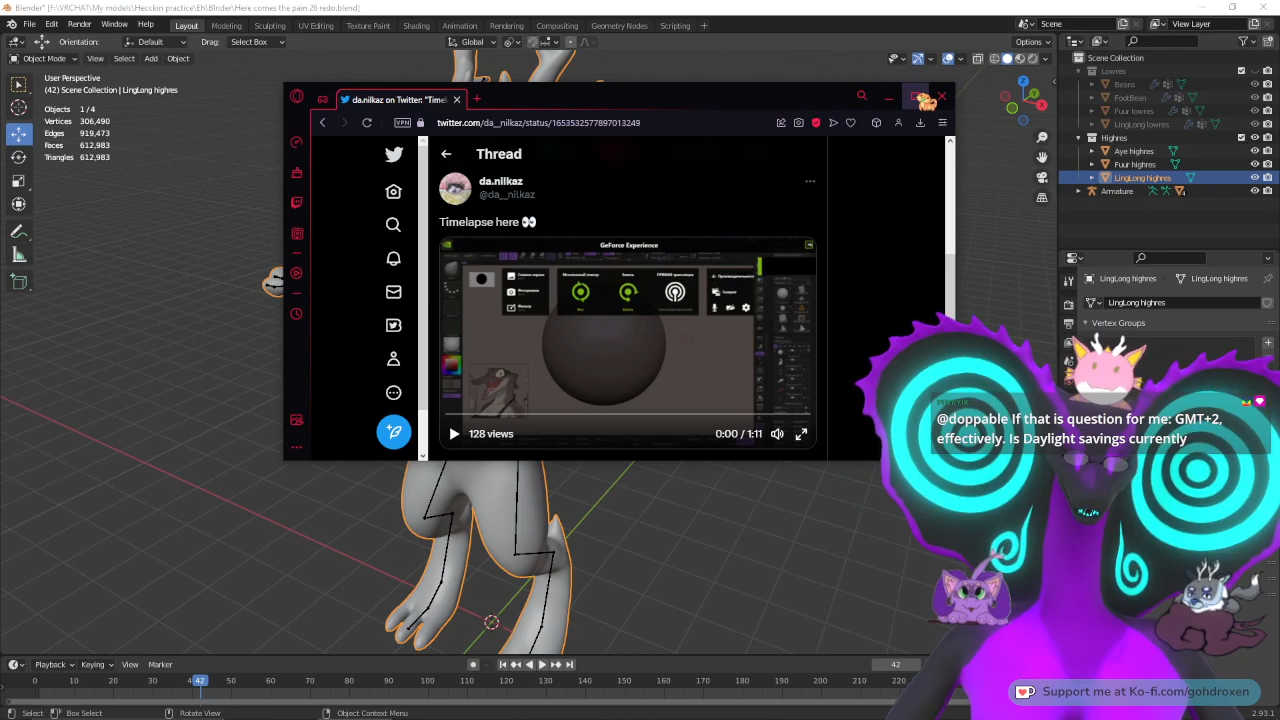 Blender* [F:\VRCHAT\My models\Hecckin practice\Eh\Blnder\Here comes the pain 26 redo.blend]
File Edit Render Window Help Layout Modeling Sculpting UV Editing Texture Paint Shading Animation Rendering Compositing Geometry Nodes Scripting + Scene View Layer
Orientation: Default Drag: Select Box Global Options
Object Mode View Select Add Object
User Perspective
(42) Scene Collection | LingLong highres
Objects 1/4
Vertices 306,490
Edges 919,473
Faces 612,983
Triangles 612,983
Scene Collection
Lowres
Beans
FootBean
Fuur lowres
LingLong lowres
Highres
Aye highres
Fuur highres
LingLong highres
Armature
LingLong highres LingLong highres
LingLong highres
Vertex Groups
da.nilkaz on Twitter: "Timel
VPN twitter.com/da__nilkaz/status/1653532577897013249
Thread
da.nilkaz
@da__nilkaz
Timelapse here 👀
GeForce Experience
128 views 0:00 / 1:11
@doppable If that is question for me: GMT+2,
effectively. Is Daylight savings currently
Support me at Ko-fi.com/gohdroxen
Playback Keying View Marker 42
0 10 20 30 42 50 60 70 80 90 100 110 120 130 140 150 160 170 180 190 200 210 220
Select Box Select Rotate View Object Context Menu 2.93.1